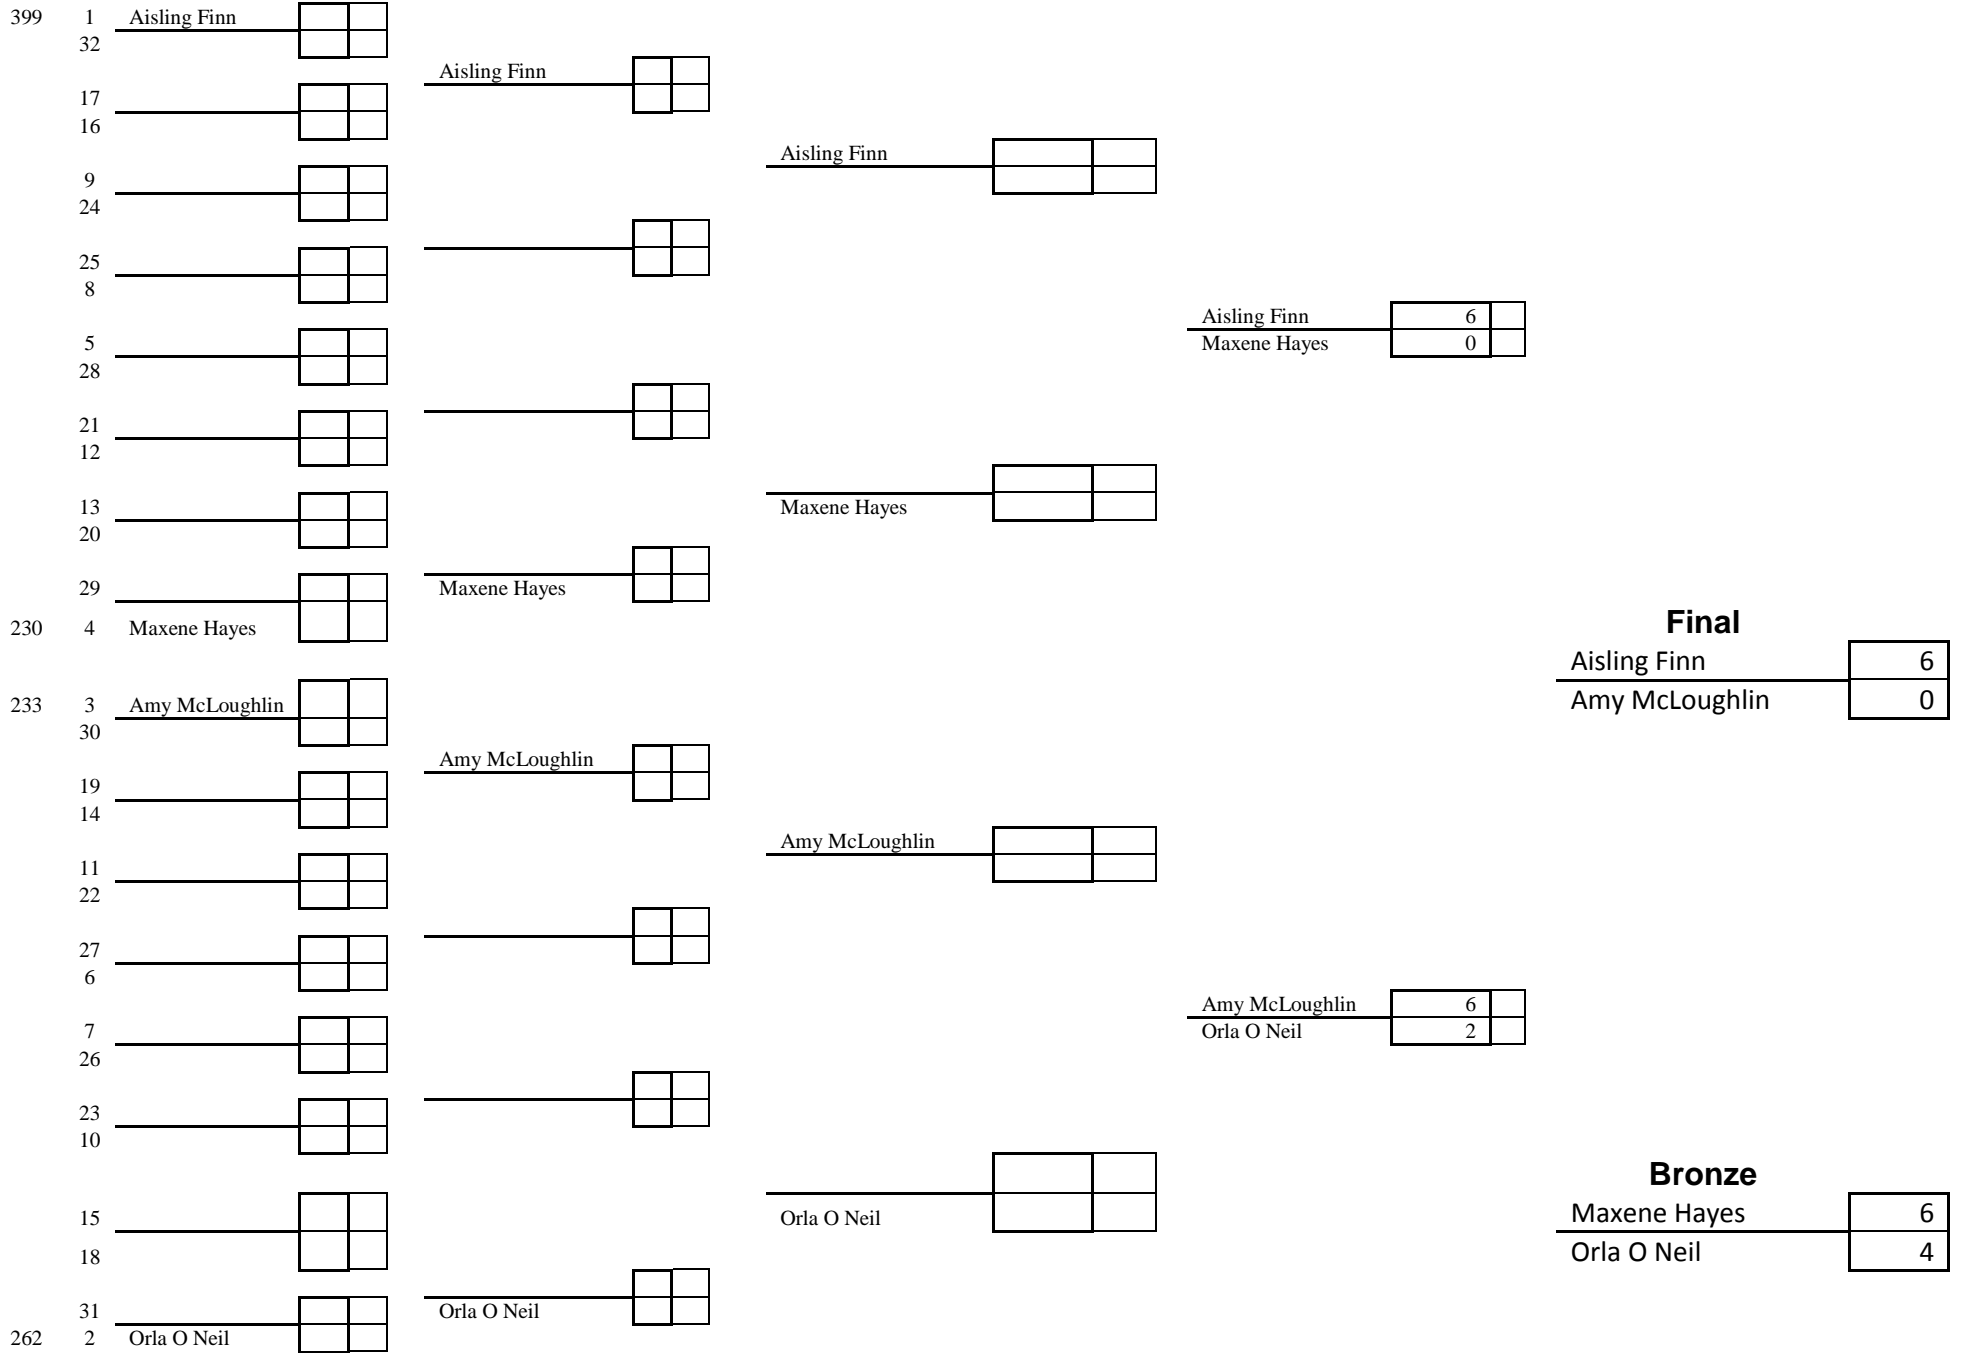 399 1 Aisling Finn
32
Aisling Finn
17
16
Aisling Finn
9
24
25
8
Aisling Finn 6
5
Maxene Hayes 0
28
21
12
13
Maxene Hayes
20
29
Maxene Hayes
230 4 Maxene Hayes
Final
Aisling Finn 6
Amy McLoughlin 0
233 3 Amy McLoughlin
30
Amy McLoughlin
19
14
Amy McLoughlin
11
22
27
6
Amy McLoughlin 6
7
Orla O Neil 2
26
23
10
Bronze
Maxene Hayes 6
15
Orla O Neil
18
Orla O Neil 4
31
Orla O Neil
262 2 Orla O Neil